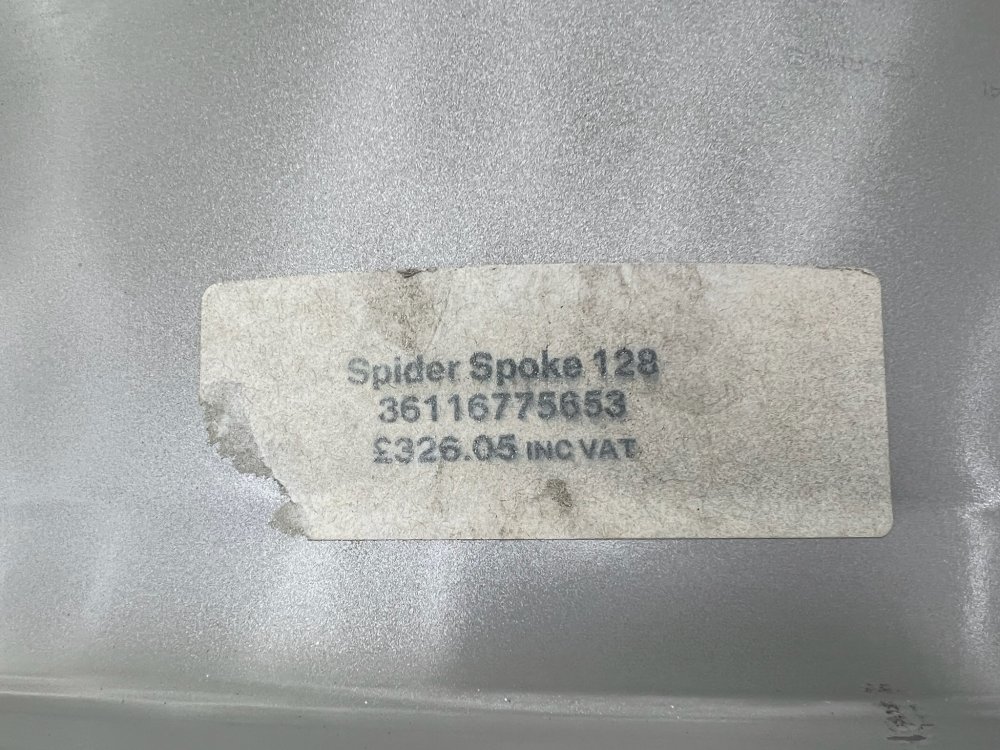 Spider Spoke 128
36116775653
£326.05 INC VAT